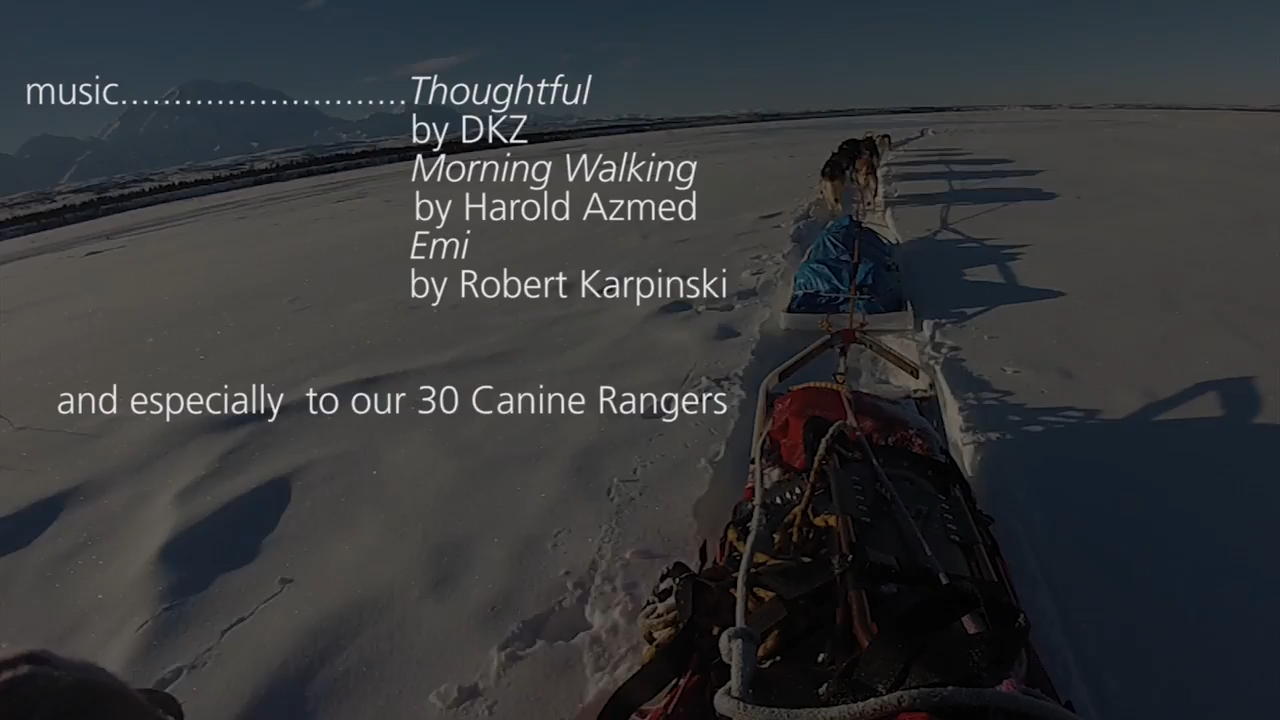 music...........................Thoughtful
by DKZ
Morning Walking
by Harold Azmed
Emi
by Robert Karpinski
and especially to our 30 Canine Rangers